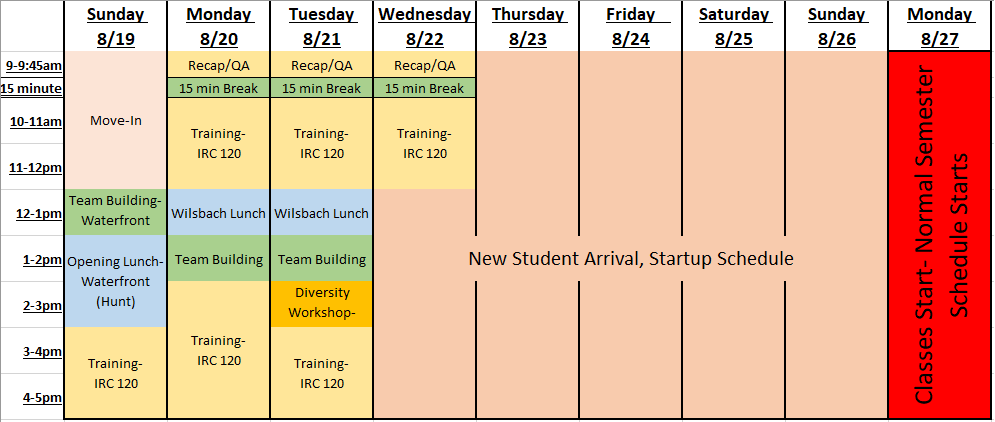 Sunday Monday Tuesday Wednesday Thursday Friday Saturday Sunday Monday
8/19 8/20 8/21 8/22 8/23 8/24 8/25 8/26 8/27
9-9:45am Recap/QA Recap/QA Recap/QA
15 minute 15 min Break 15 min Break 15 min Break
10-11am
Move-In
Training-
IRC 120
Training-
IRC 120
Training-
IRC 120
11-12pm
12-1pm
Team Building-
Waterfront
Wilsbach Lunch Wilsbach Lunch
1-2pm
Opening Lunch-
Waterfront
(Hunt)
Team Building Team Building
New Student Arrival, Startup Schedule
2-3pm
Diversity
Workshop-
3-4pm
Training-
IRC 120
Training-
IRC 120
Training-
IRC 120
4-5pm
Classes Start- Normal Semester
Schedule Starts